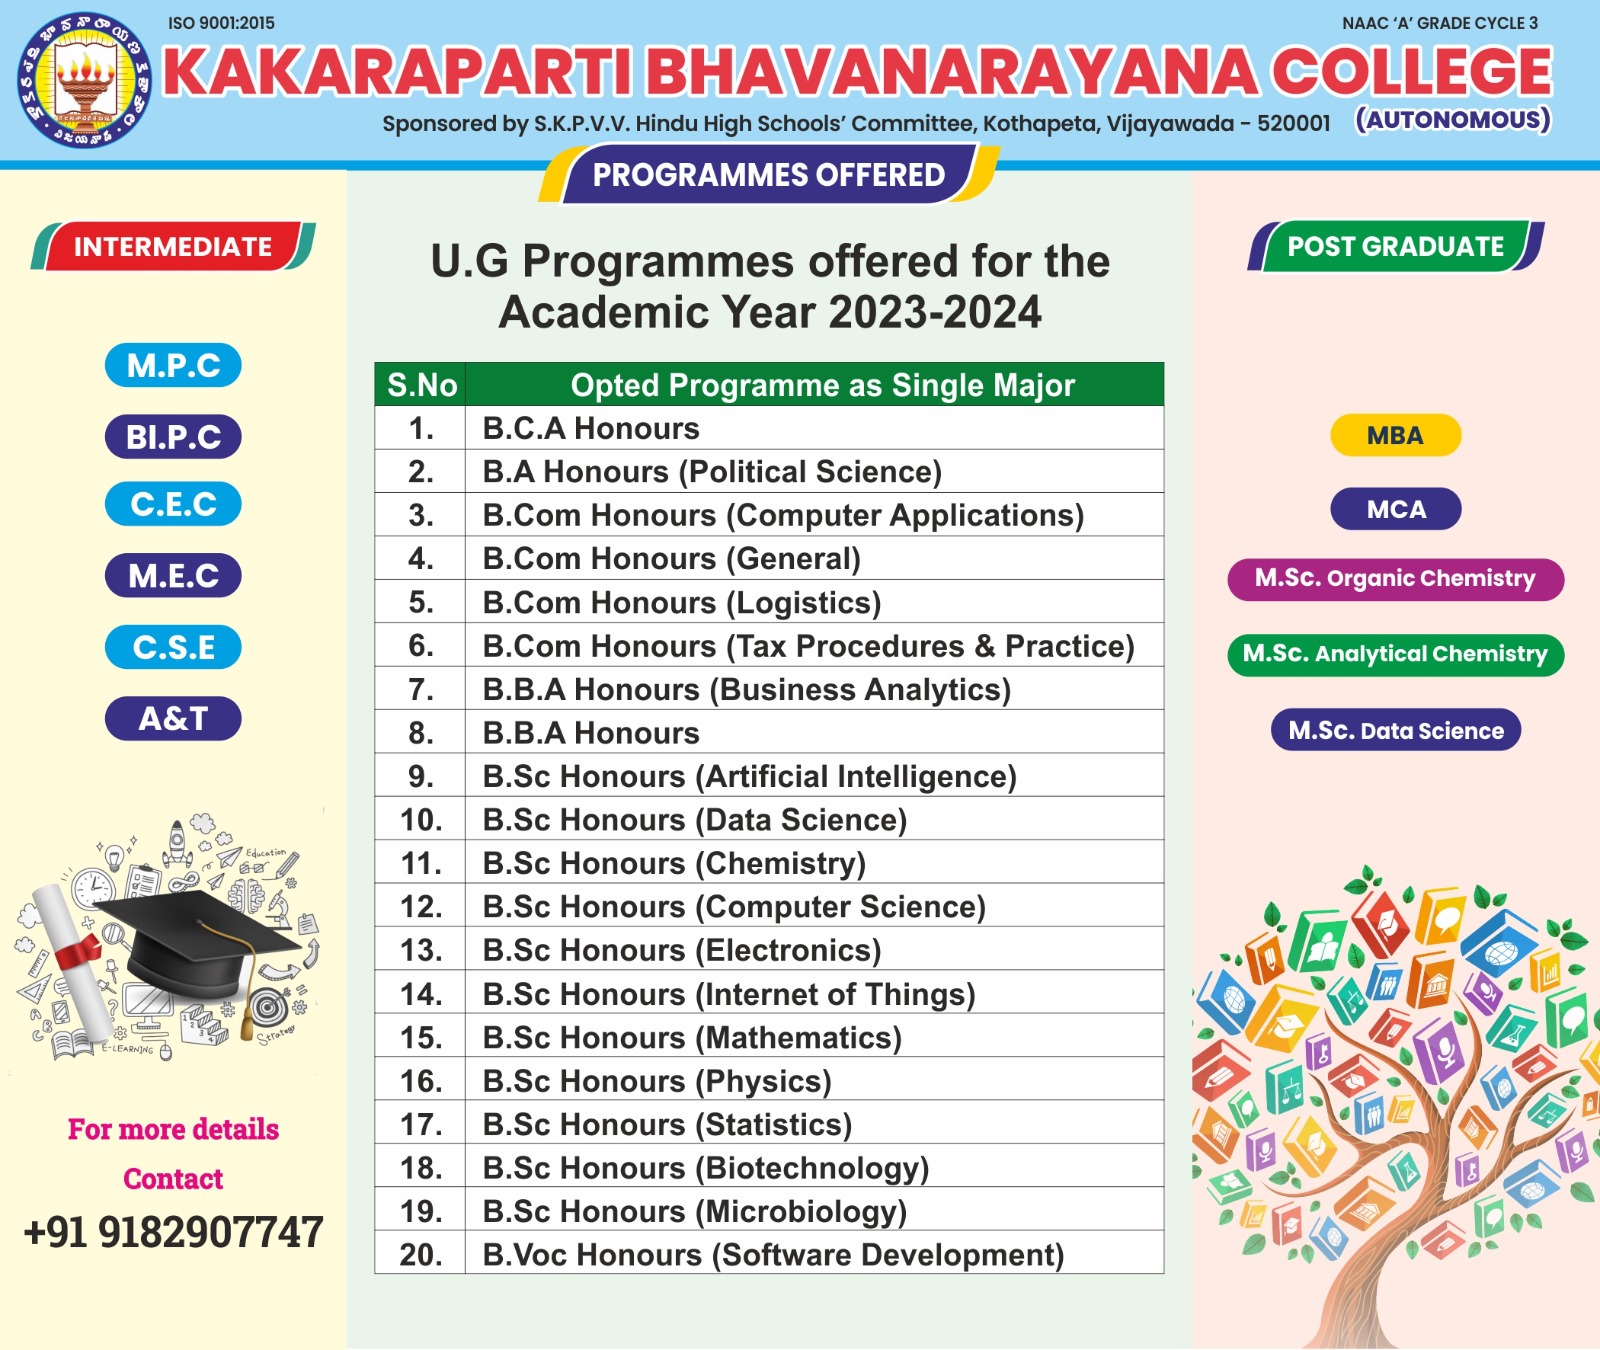 ISO 9001:2015
NAAC ‘A’ GRADE CYCLE 3
KAKARAPARTI BHAVANARAYANA COLLEGE
Sponsored by S.K.P.V.V. Hindu High Schools’ Committee, Kothapeta, Vijayawada - 520001
(AUTONOMOUS)
PROGRAMMES OFFERED
INTERMEDIATE
M.P.C
BI.P.C
C.E.C
M.E.C
C.S.E
A&T
Education
Strategy
E-LEARNING
For more details
Contact
+91 9182907747
U.G Programmes offered for the
Academic Year 2023-2024
S.No Opted Programme as Single Major
1. B.C.A Honours
2. B.A Honours (Political Science)
3. B.Com Honours (Computer Applications)
4. B.Com Honours (General)
5. B.Com Honours (Logistics)
6. B.Com Honours (Tax Procedures & Practice)
7. B.B.A Honours (Business Analytics)
8. B.B.A Honours
9. B.Sc Honours (Artificial Intelligence)
10. B.Sc Honours (Data Science)
11. B.Sc Honours (Chemistry)
12. B.Sc Honours (Computer Science)
13. B.Sc Honours (Electronics)
14. B.Sc Honours (Internet of Things)
15. B.Sc Honours (Mathematics)
16. B.Sc Honours (Physics)
17. B.Sc Honours (Statistics)
18. B.Sc Honours (Biotechnology)
19. B.Sc Honours (Microbiology)
20. B.Voc Honours (Software Development)
POST GRADUATE
MBA
MCA
M.Sc. Organic Chemistry
M.Sc. Analytical Chemistry
M.Sc. Data Science